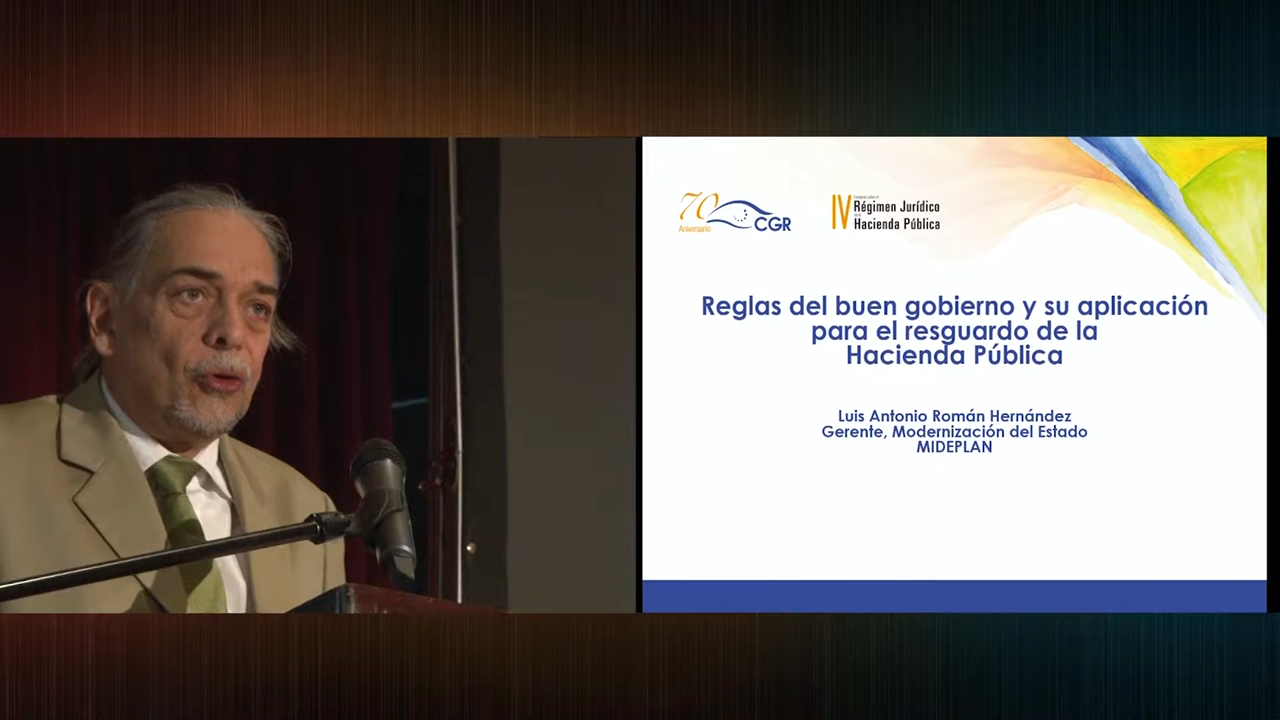 70
Aniversario
CGR
IV
Régimen Jurídico
Hacienda Pública
Reglas del buen gobierno y su aplicación
para el resguardo de la
Hacienda Pública
Luis Antonio Román Hernández
Gerente, Modernización del Estado
MIDEPLAN